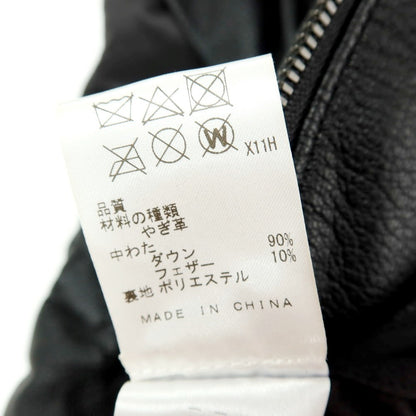 W X11H
品質
材料の種類
やぎ革
中わた
ダウン 90%
フェザー 10%
裏地 ポリエステル
MADE IN CHINA